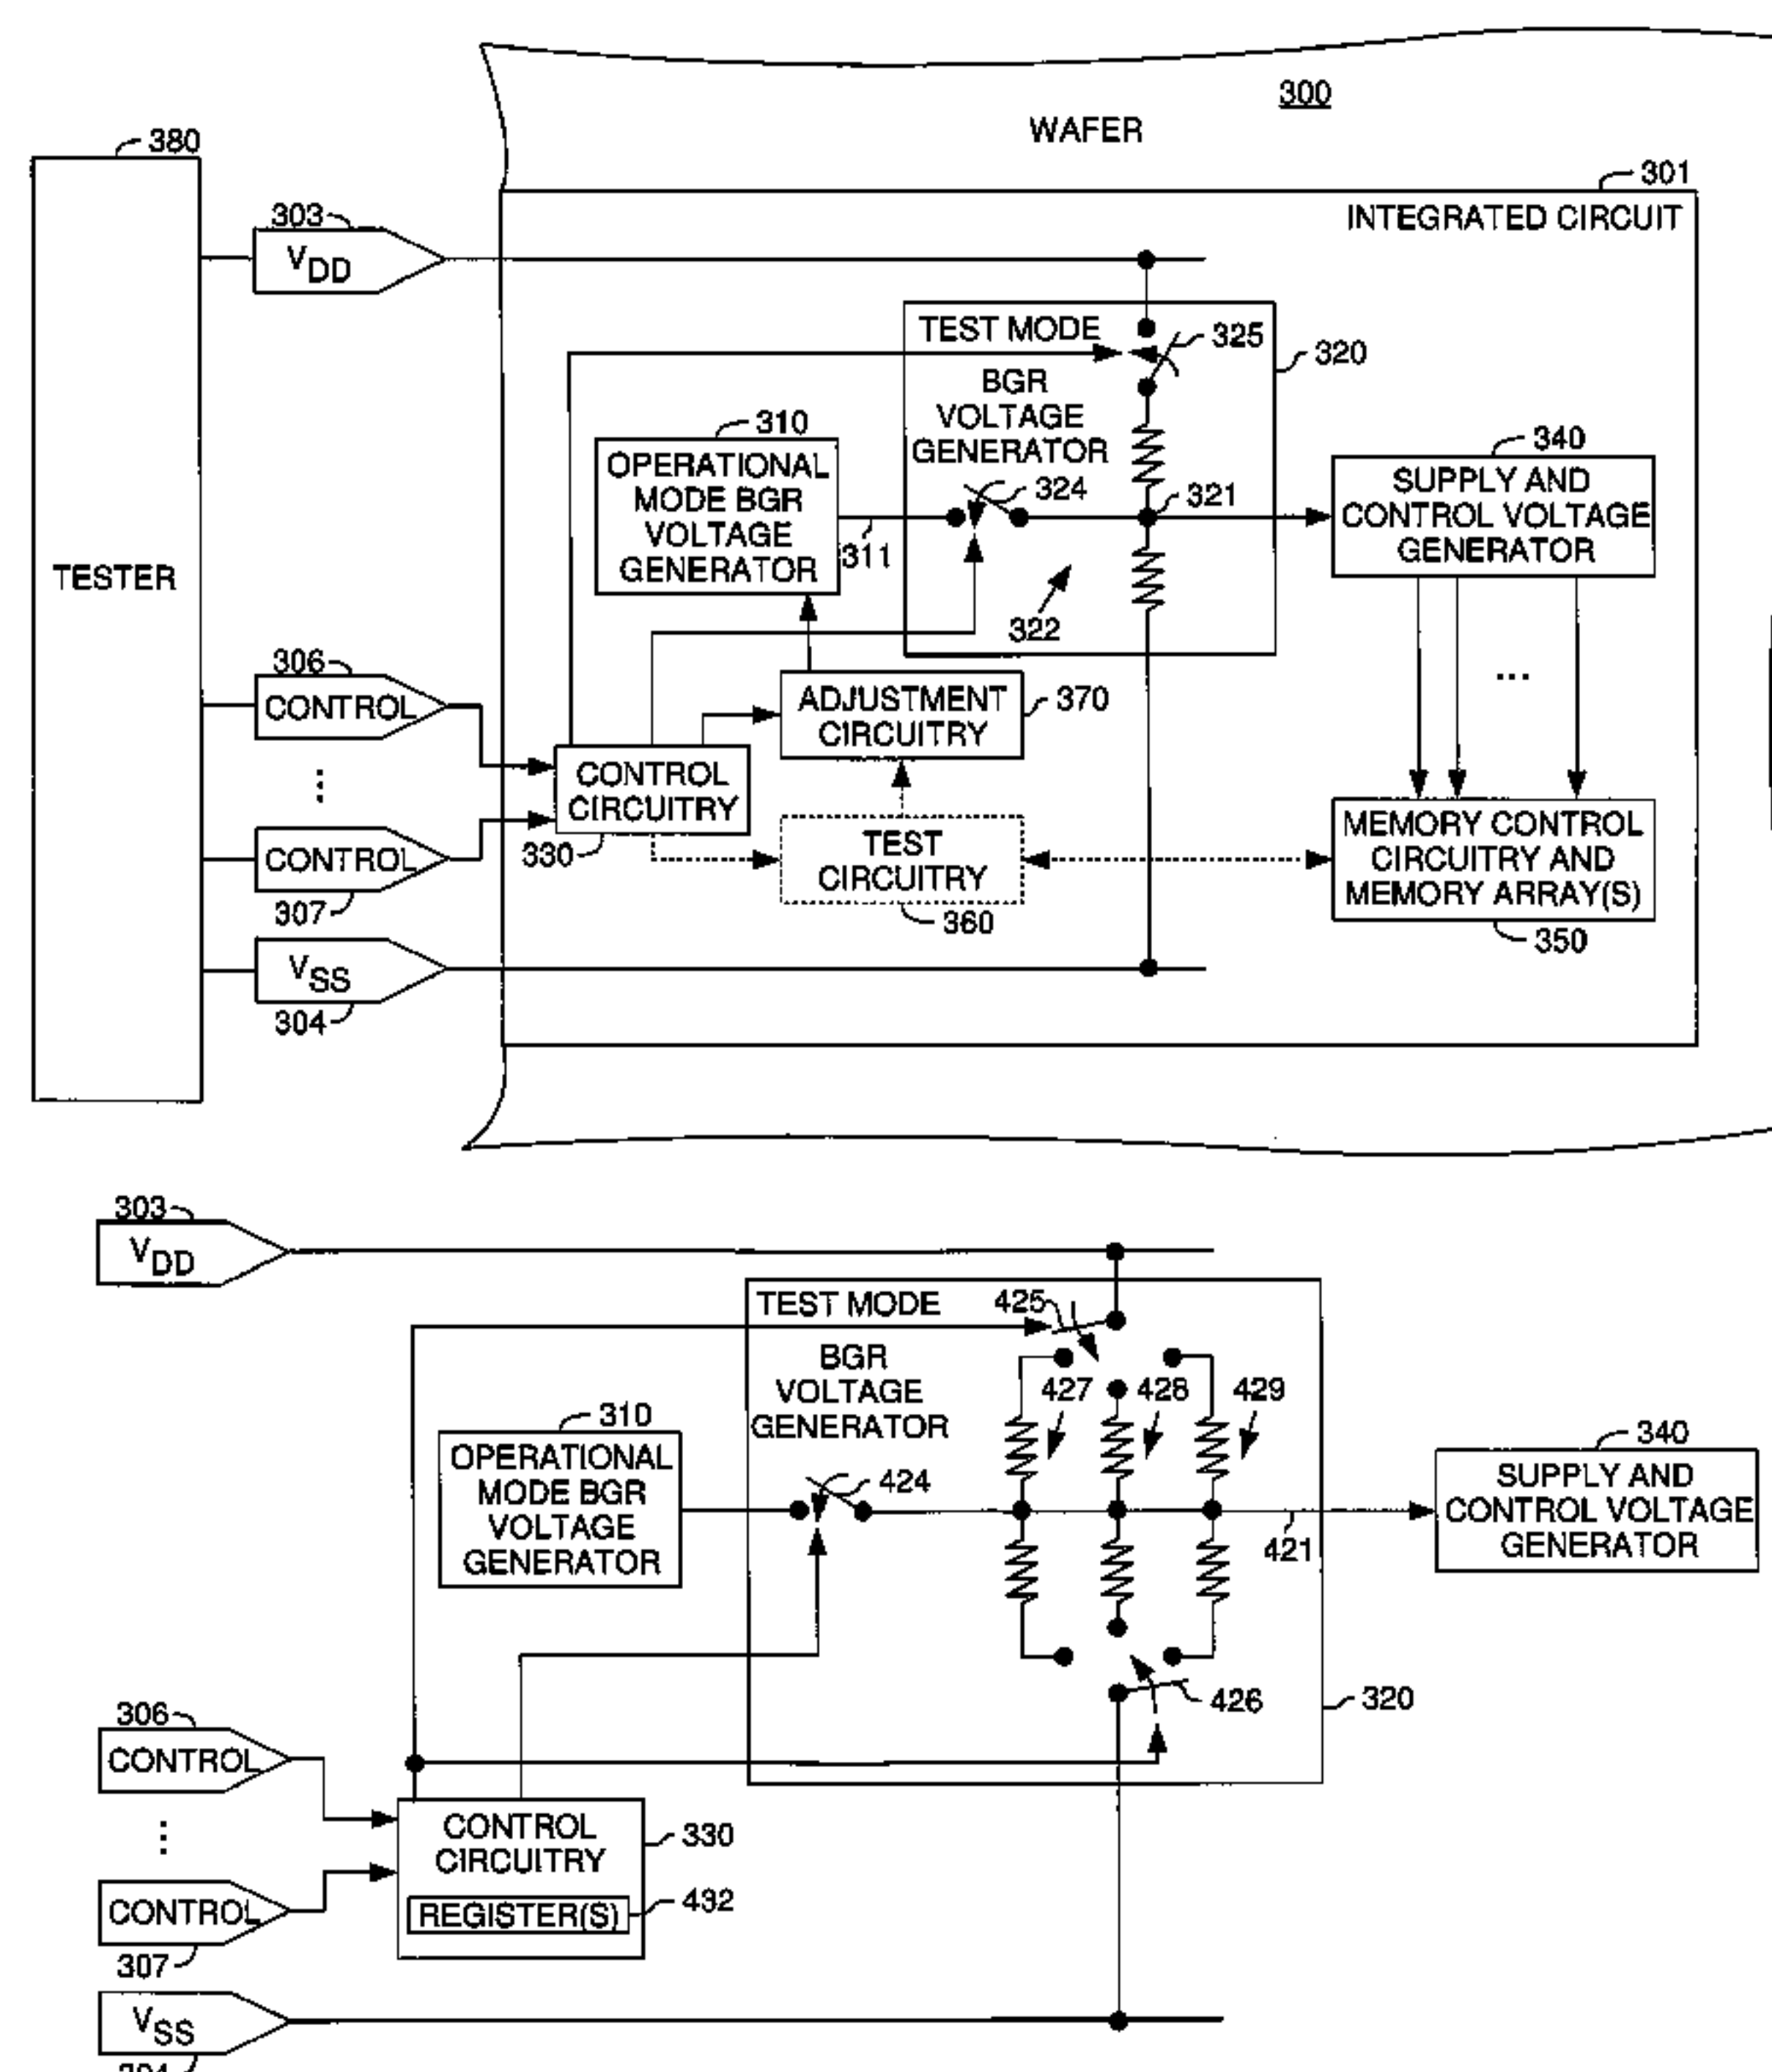 300
WAFER
380
301
INTEGRATED CIRCUIT
303
VDD
TEST MODE
325
320
BGR
VOLTAGE
GENERATOR
310
OPERATIONAL
MODE BGR
VOLTAGE
GENERATOR
324
321
311
322
340
SUPPLY AND
CONTROL VOLTAGE
GENERATOR
TESTER
306
CONTROL
...
ADJUSTMENT
CIRCUITRY
370
...
CONTROL
CIRCUITRY
330
CONTROL
307
TEST
CIRCUITRY
360
MEMORY CONTROL
CIRCUITRY AND
MEMORY ARRAY(S)
350
VSS
304
303
VDD
TEST MODE
425
BGR
VOLTAGE
GENERATOR
427
428
429
310
OPERATIONAL
MODE BGR
VOLTAGE
GENERATOR
424
421
340
SUPPLY AND
CONTROL VOLTAGE
GENERATOR
426
320
306
CONTROL
...
CONTROL
CIRCUITRY
330
REGISTER(S)
432
CONTROL
307
VSS
304